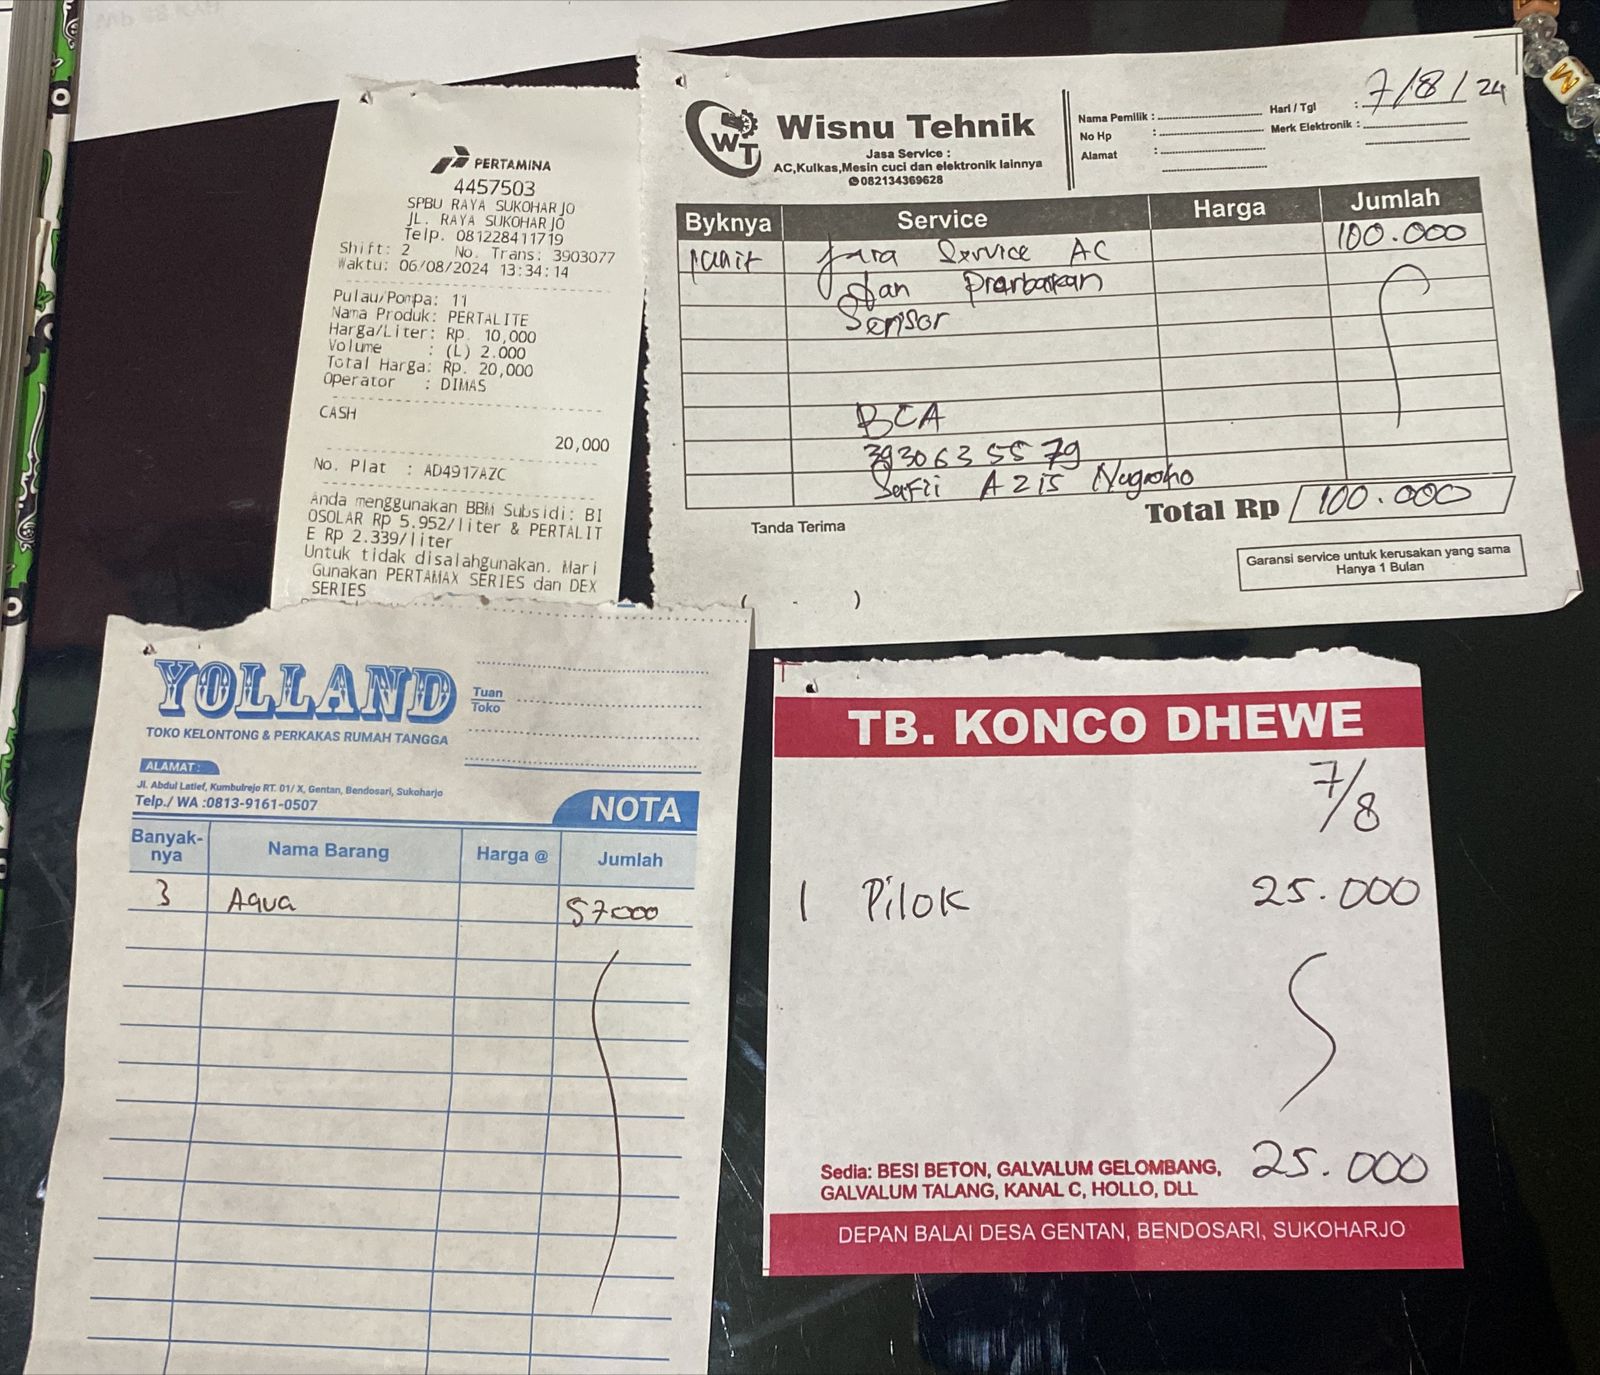 PERTAMINA
4457503
SPBU RAYA SUKOHARJO
JL. RAYA SUKOHARJO
Telp. 081228411719
Shift: 2 No. Trans: 3903077
Waktu: 06/08/2024 13:34:14
Pulau/Pompa: 11
Nama Produk: PERTALITE
Harga/Liter: Rp. 10,000
Volume : (L) 2.000
Total Harga: Rp. 20,000
Operator : DIMAS
CASH
20,000
No. Plat : AD4917AZC
Anda menggunakan BBM Subsidi: BI
OSOLAR Rp 5.952/liter & PERTALIT
E Rp 2.339/liter
Untuk tidak disalahgunakan. Mari
Gunakan PERTAMAX SERIES dan DEX
SERIES
WT
Wisnu Tehnik
Jasa Service :
AC,Kulkas,Mesin cuci dan elektronik lainnya
082134369628
Nama Pemilik : Hari / Tgl : 7/8/24
No Hp : Merk Elektronik :
Alamat :
Byknya Service Harga Jumlah
1 unit Jasa Service AC 100.000
dan
Sensor
BCA
3930635579
Safii Azis Nugroho
Total Rp 100.000
Tanda Terima
Garansi service untuk kerusakan yang sama
Hanya 1 Bulan
( . )
YOLLAND
TOKO KELONTONG & PERKAKAS RUMAH TANGGA
Tuan
Toko
ALAMAT :
Jl. Abdul Latief, Kumbulrejo RT. 01/ X, Gentan, Bendosari, Sukoharjo
Telp./ WA :0813-9161-0507
NOTA
Banyak-
nya Nama Barang Harga @ Jumlah
3 Aqua 57000
TB. KONCO DHEWE
7/8
1 Pilok 25.000
25.000
Sedia: BESI BETON, GALVALUM GELOMBANG,
GALVALUM TALANG, KANAL C, HOLLO, DLL
DEPAN BALAI DESA GENTAN, BENDOSARI, SUKOHARJO
W